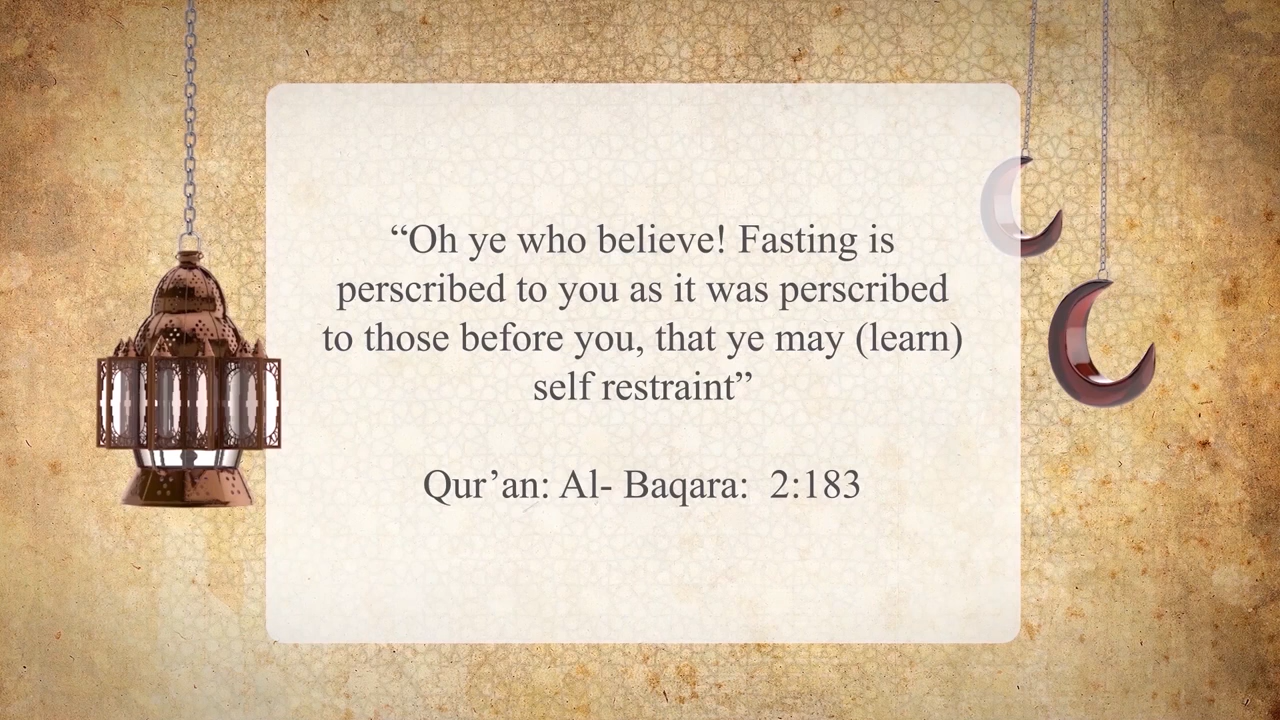 “Oh ye who believe! Fasting is
perscribed to you as it was perscribed
to those before you, that ye may (learn)
self restraint”
Qur’an: Al- Baqara:  2:183